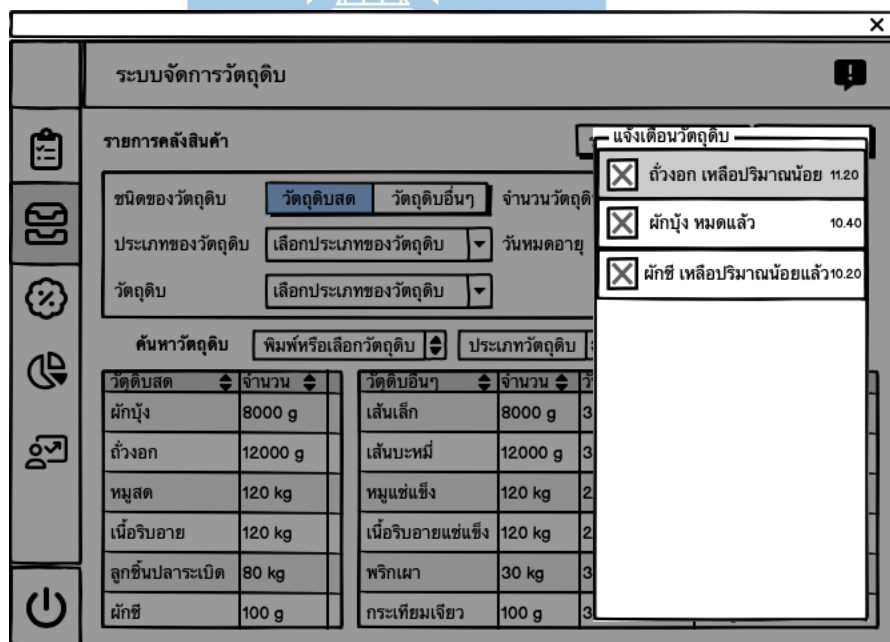 ระบบจัดการวัตถุดิบ
รายการคลังสินค้า
แจ้งเตือนวัตถุดิบ
ถั่วงอก เหลือปริมาณน้อย 11.20
ผักบุ้ง หมดแล้ว 10.40
ผักชี เหลือปริมาณน้อยแล้ว 10.20
ชนิดของวัตถุดิบ วัตถุดิบสด วัตถุดิบอื่นๆ
ประเภทของวัตถุดิบ เลือกประเภทของวัตถุดิบ วันหมดอายุ
วัตถุดิบ เลือกประเภทของวัตถุดิบ
ค้นหาวัตถุดิบ พิมพ์หรือเลือกวัตถุดิบ ประเภทวัตถุดิบ
วัตุดิบสด จำนวน วัตุดิบอื่นๆ จำนวน
ผักบุ้ง 8000 g เส้นเล็ก 8000 g 3
ถั่วงอก 12000 g เส้นบะหมี่ 12000 g 3
หมูสด 120 kg หมูแช่แข็ง 120 kg 2
เนื้อริบอาย 120 kg เนื้อริบอายแช่แข็ง 120 kg 2
ลูกชิ้นปลาระเบิด 80 kg พริกเผา 30 kg 3
ผักชี 100 g กระเทียมเจียว 100 g 3